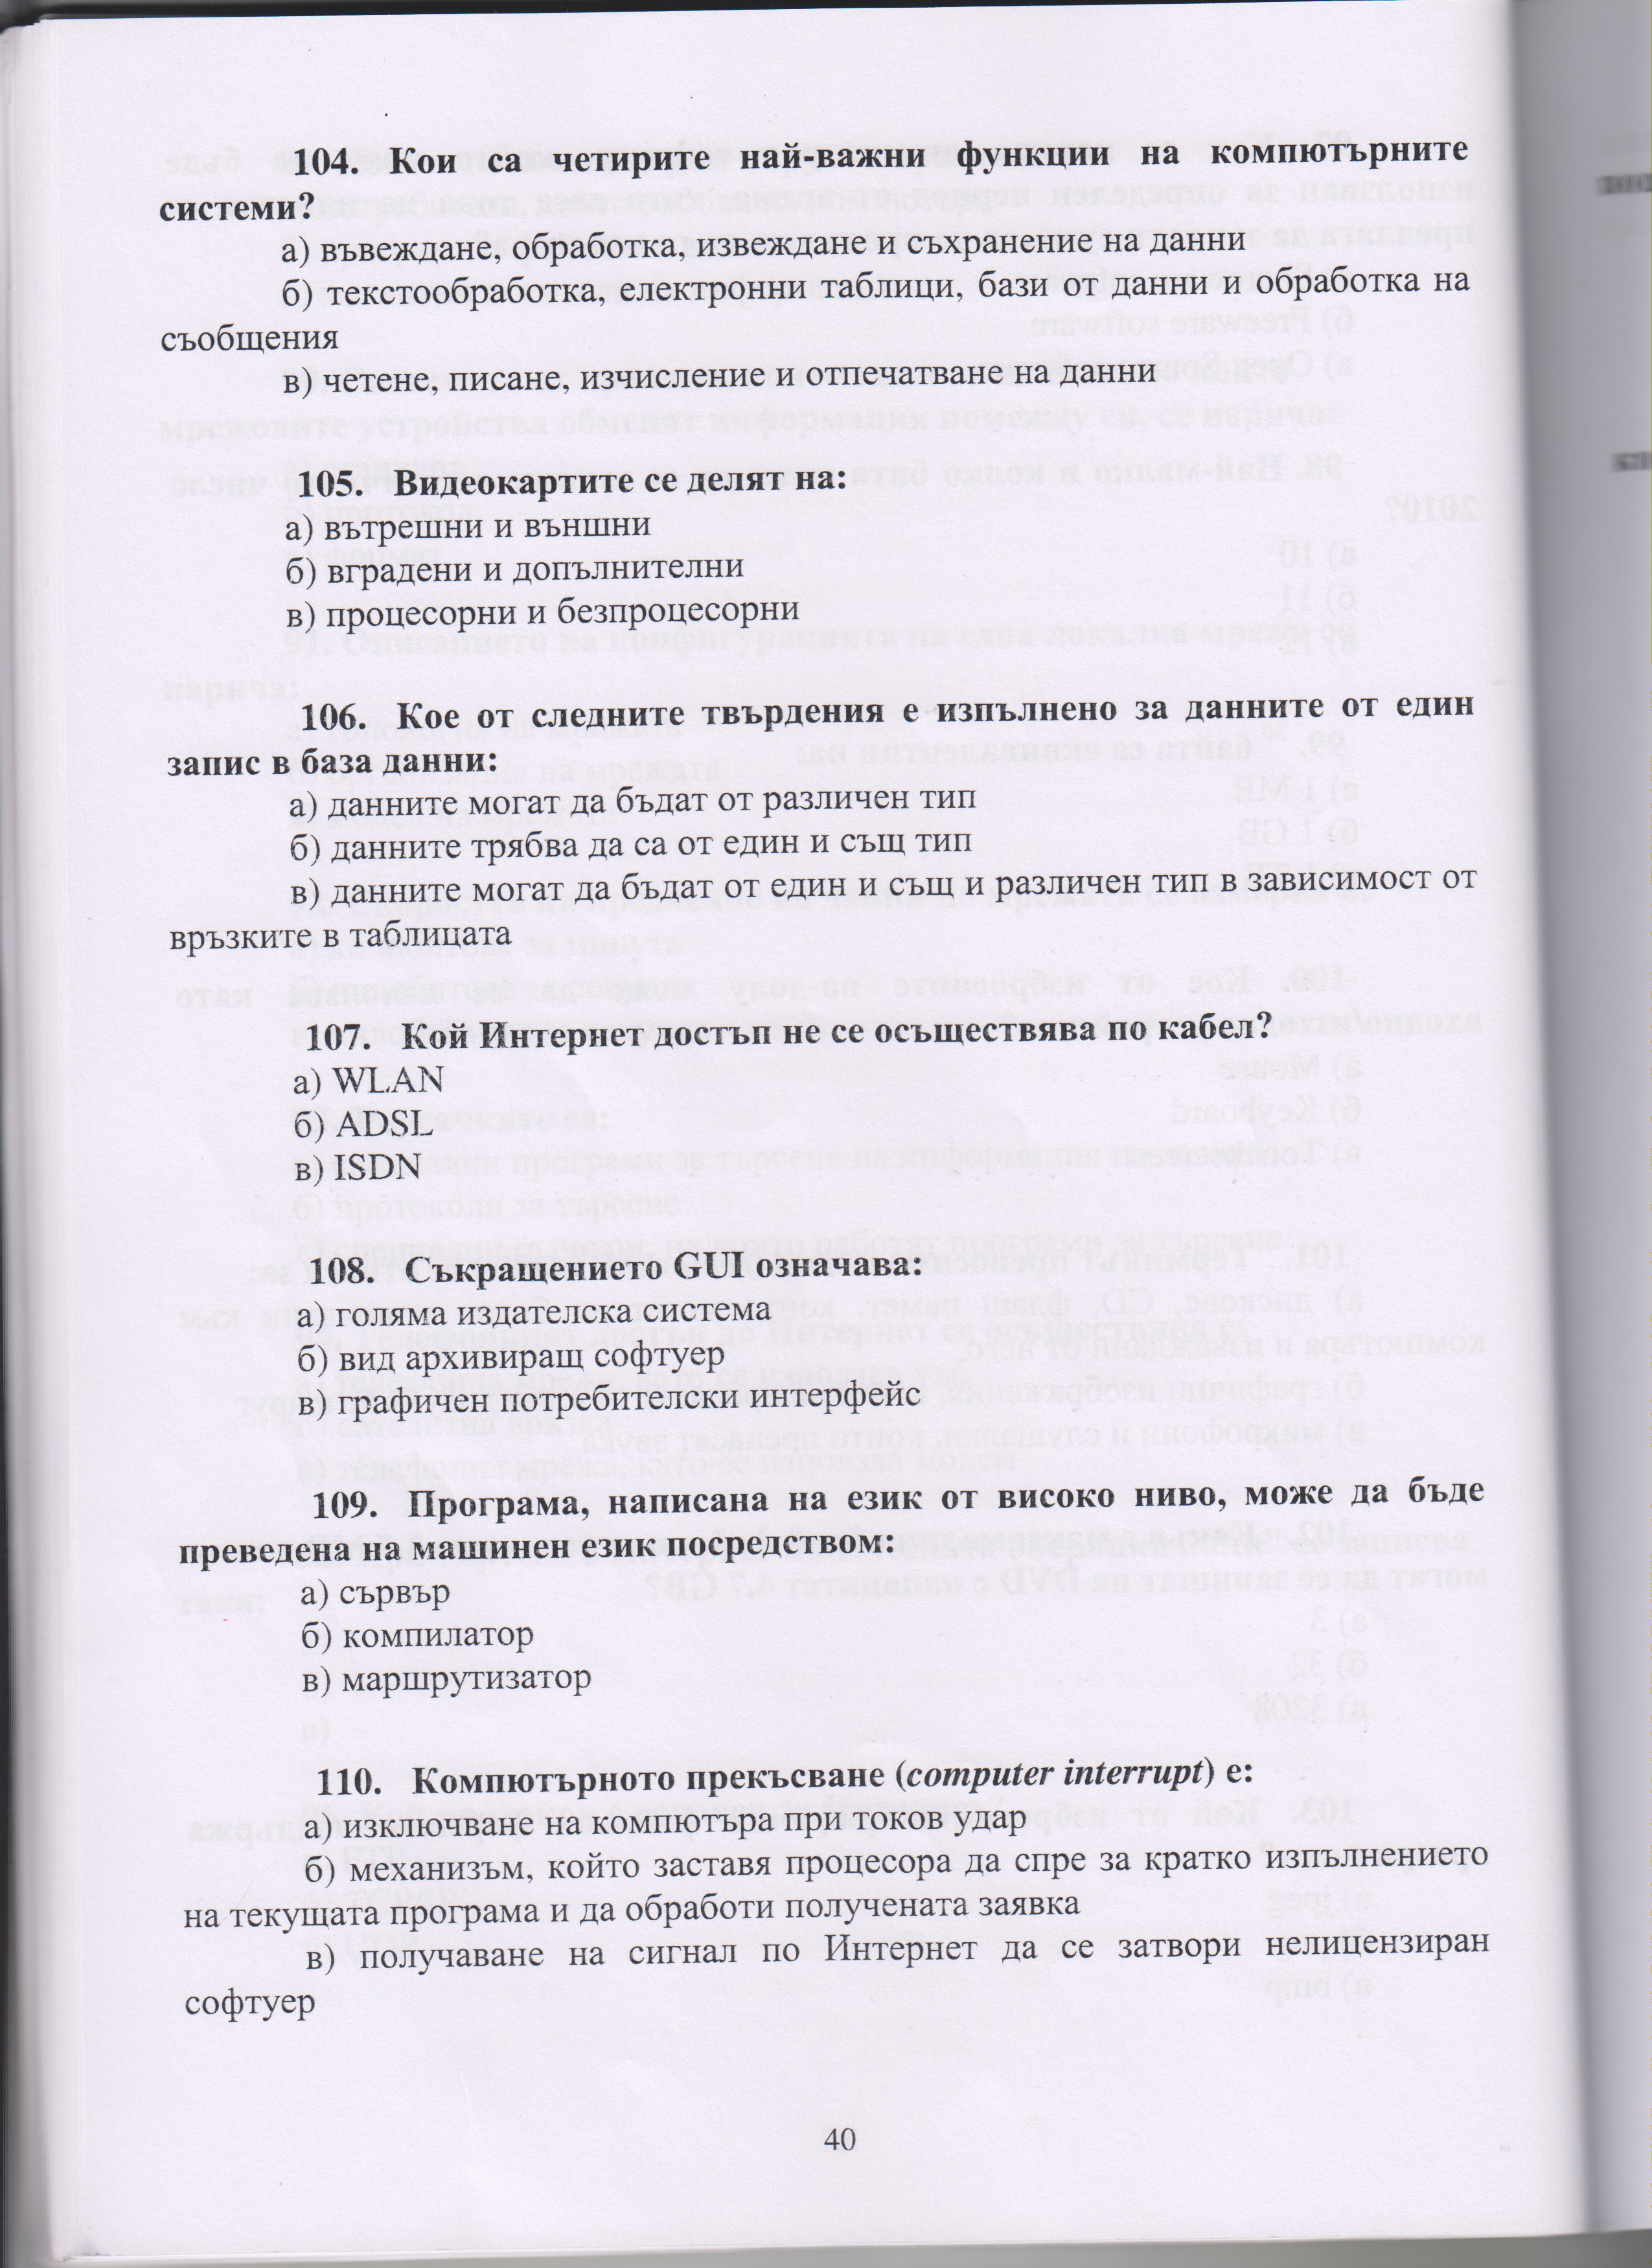 104. Кои са четирите най-важни функции на компютърните
системи?
а) въвеждане, обработка, извеждане и съхранение на данни
б) текстообработка, електронни таблици, бази от данни и обработка на
съобщения
в) четене, писане, изчисление и отпечатване на данни
105. Видеокартите се делят на:
а) вътрешни и външни
б) вградени и допълнителни
в) процесорни и безпроцесорни
106. Кое от следните твърдения е изпълнено за данните от един
запис в база данни:
а) данните могат да бъдат от различен тип
б) данните трябва да са от един и същ тип
в) данните могат да бъдат от един и същ и различен тип в зависимост от
връзките в таблицата
107. Кой Интернет достъп не се осъществява по кабел?
а) WLAN
б) ADSL
в) ISDN
108. Съкращението GUI означава:
а) голяма издателска система
б) вид архивиращ софтуер
в) графичен потребителски интерфейс
109. Програма, написана на език от високо ниво, може да бъде
преведена на машинен език посредством:
а) сървър
б) компилатор
в) маршрутизатор
110. Компютърното прекъсване (computer interrupt) е:
а) изключване на компютъра при токов удар
б) механизъм, който заставя процесора да спре за кратко изпълнението
на текущата програма и да обработи получената заявка
в) получаване на сигнал по Интернет да се затвори нелицензиран
софтуер
40